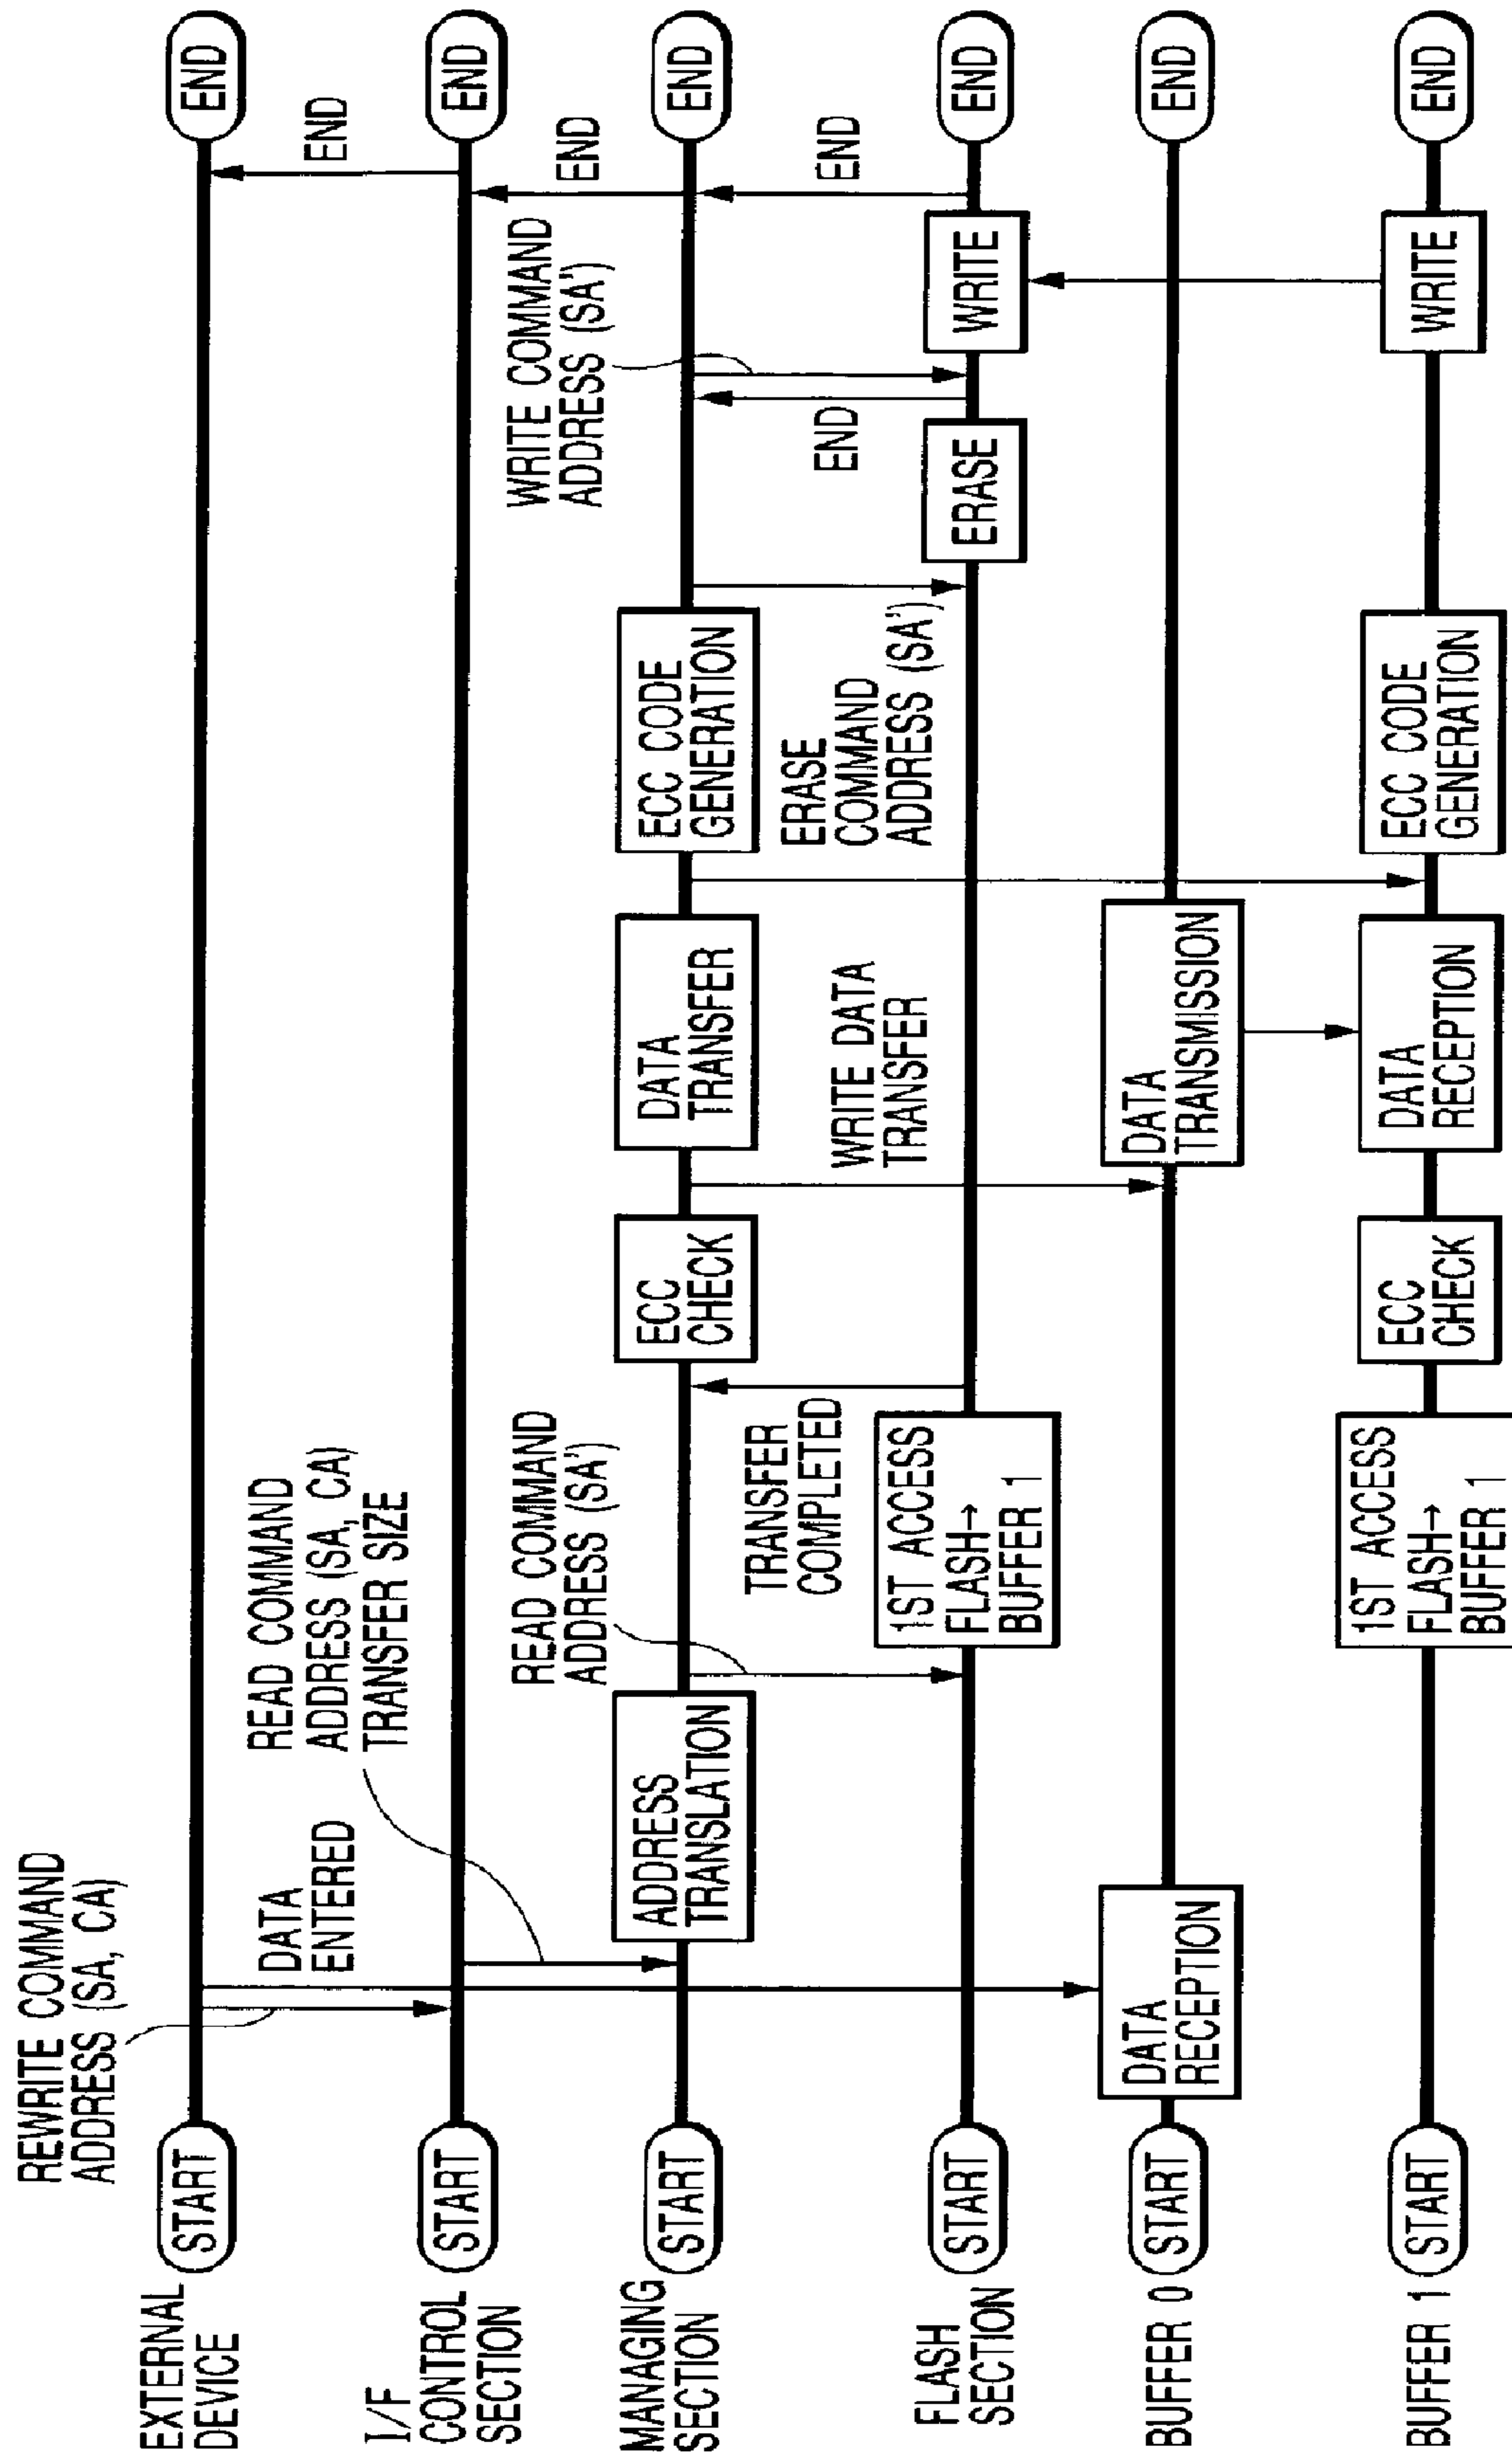 REWRITE COMMAND
ADDRESS (SA, CA)
DATA
ENTERED
READ COMMAND
ADDRESS (SA, CA)
TRANSFER SIZE
EXTERNAL
DEVICE
START
END
END
I/F
CONTROL
SECTION
START
READ COMMAND
ADDRESS (SA')
WRITE COMMAND
ADDRESS (SA')
END
END
MANAGING
SECTION
START
ADDRESS
TRANSLATION
ECC
CHECK
DATA
TRANSFER
ECC CODE
GENERATION
END
TRANSFER
COMPLETED
WRITE DATA
TRANSFER
ERASE
COMMAND
ADDRESS (SA')
END
END
FLASH
SECTION
START
1ST ACCESS
FLASH→
BUFFER 1
ERASE
WRITE
END
BUFFER 0
START
DATA
RECEPTION
DATA
TRANSMISSION
END
BUFFER 1
START
1ST ACCESS
FLASH→
BUFFER 1
ECC
CHECK
DATA
RECEPTION
ECC CODE
GENERATION
WRITE
END